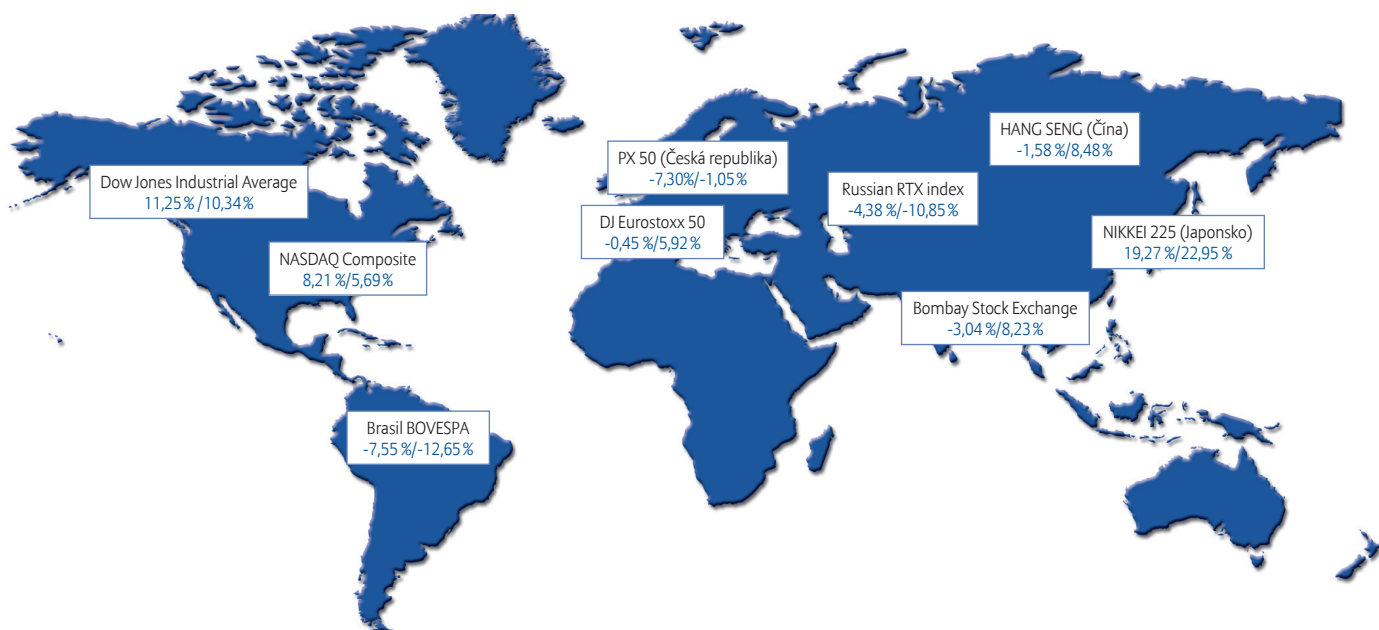 HANG SENG (Čína)
-1,58 %/8,48 %
PX 50 (Česká republika)
-7,30%/-1,05 %
Dow Jones Industrial Average
11,25 % /10,34 %
Russian RTX index
-4,38 %/-10,85 %
DJ Eurostoxx 50
-0,45 %/5,92 %
NIKKEI 225 (Japonsko)
19,27 %/22,95 %
NASDAQ Composite
8,21 %/5,69 %
Bombay Stock Exchange
-3,04 %/8,23 %
Brasil BOVESPA
-7,55 %/-12,65 %